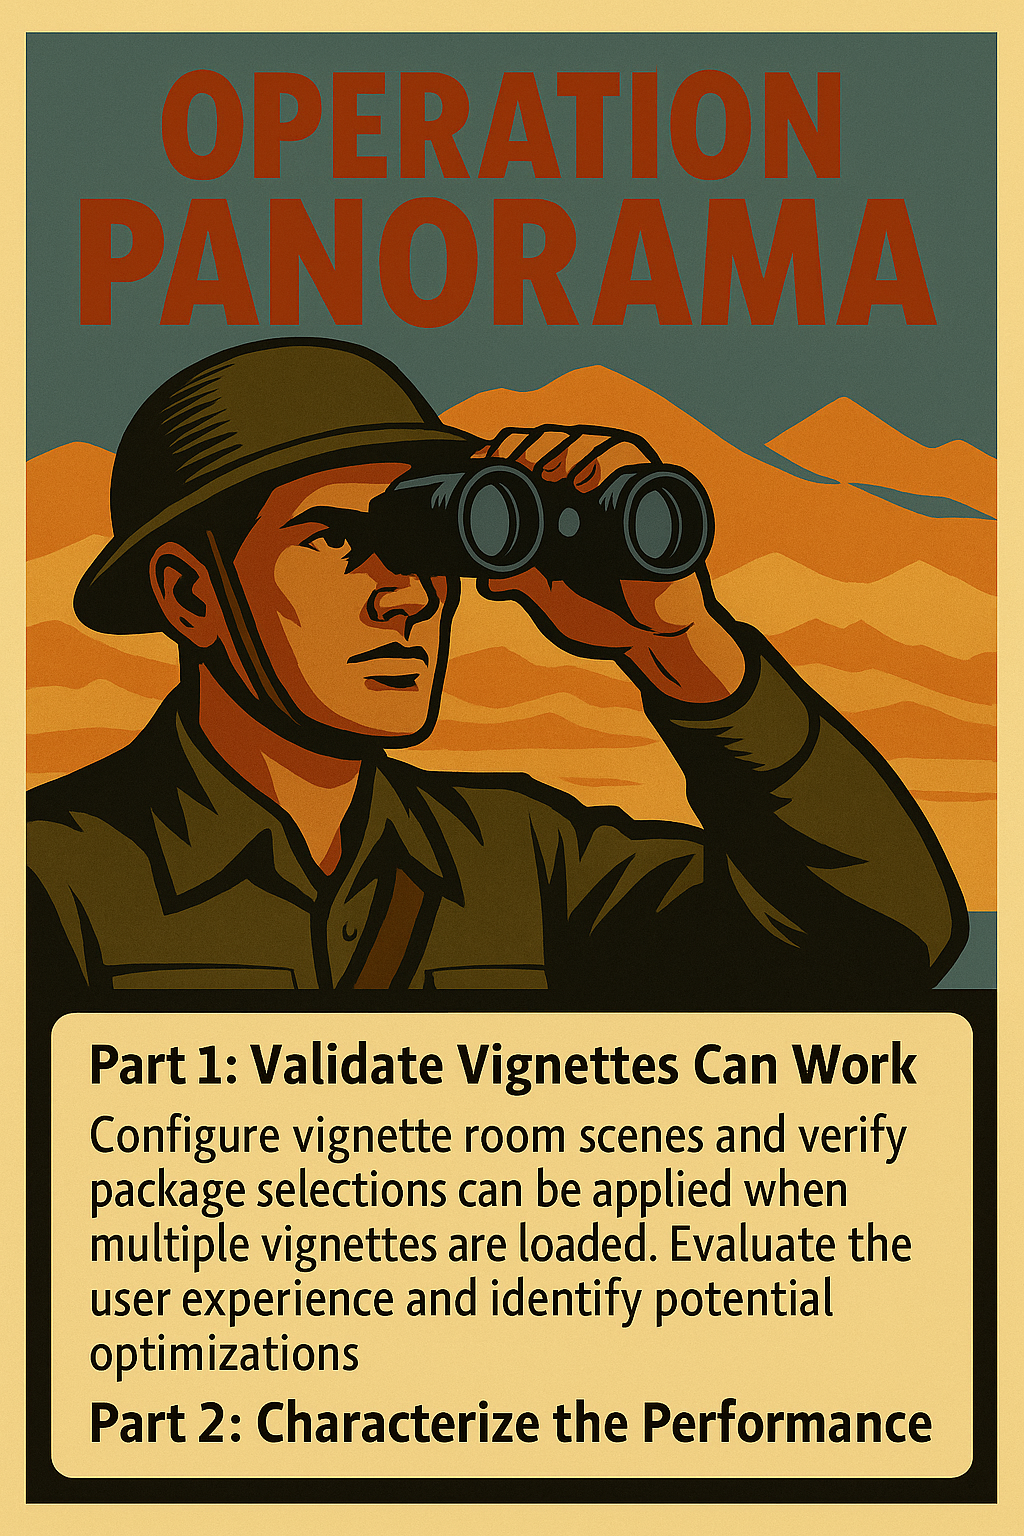 OPERATION
PANORAMA
Part 1: Validate Vignettes Can Work
Configure vignette room scenes and verify
package selections can be applied when
multiple vignettes are loaded. Evaluate the
user experience and identify potential
optimizations
Part 2: Characterize the Performance